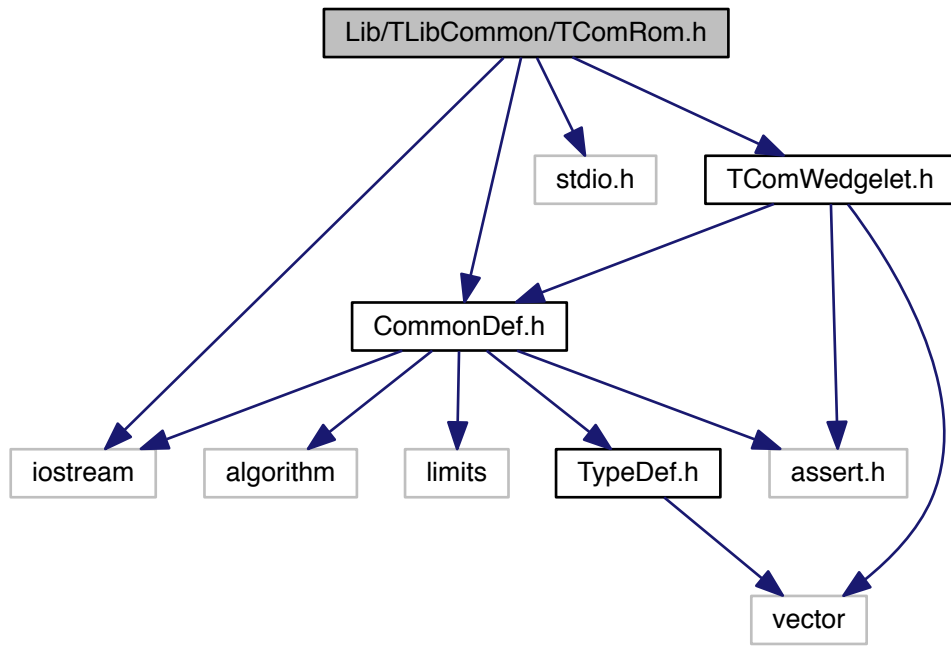 Lib/TLibCommon/TComRom.h
stdio.h
TComWedgelet.h
CommonDef.h
iostream
algorithm
limits
TypeDef.h
assert.h
vector